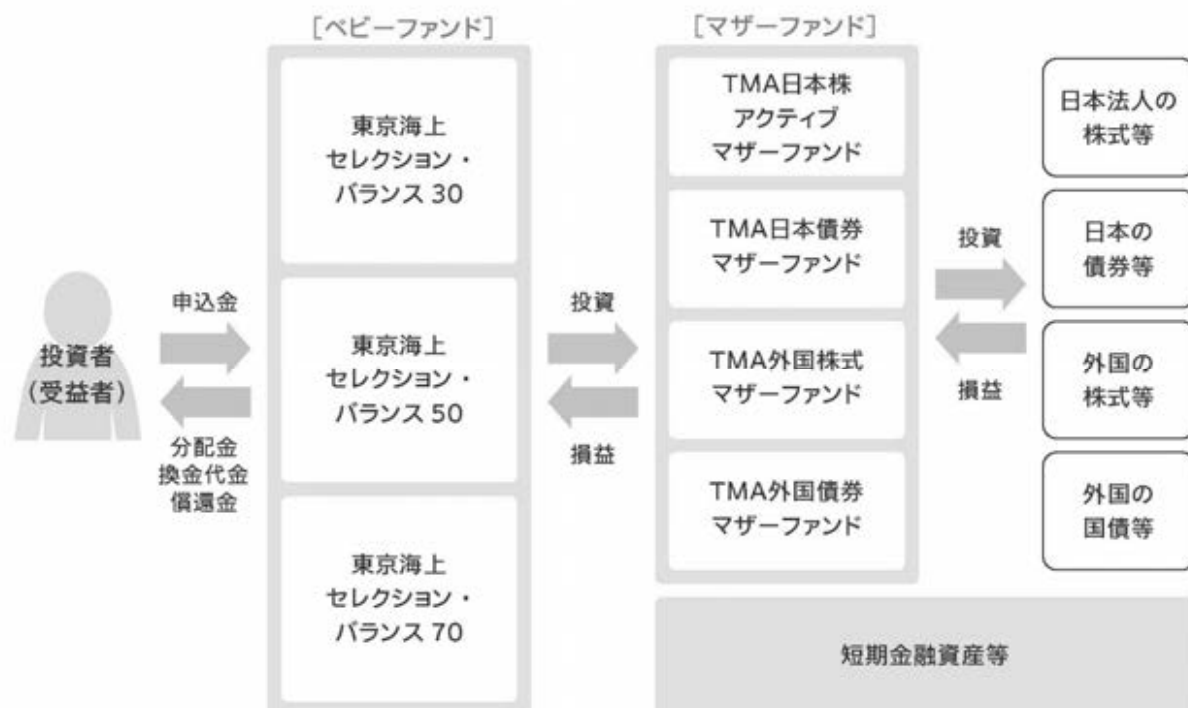 [ベビーファンド]
[マザーファンド]
投資者
(受益者)
申込金
分配金
換金代金
償還金
東京海上
セレクション・
バランス 30
東京海上
セレクション・
バランス 50
東京海上
セレクション・
バランス 70
投資
損益
TMA日本株
アクティブ
マザーファンド
TMA日本債券
マザーファンド
TMA外国株式
マザーファンド
TMA外国債券
マザーファンド
投資
損益
日本法人の
株式等
日本の
債券等
外国の
株式等
外国の
国債等
短期金融資産等